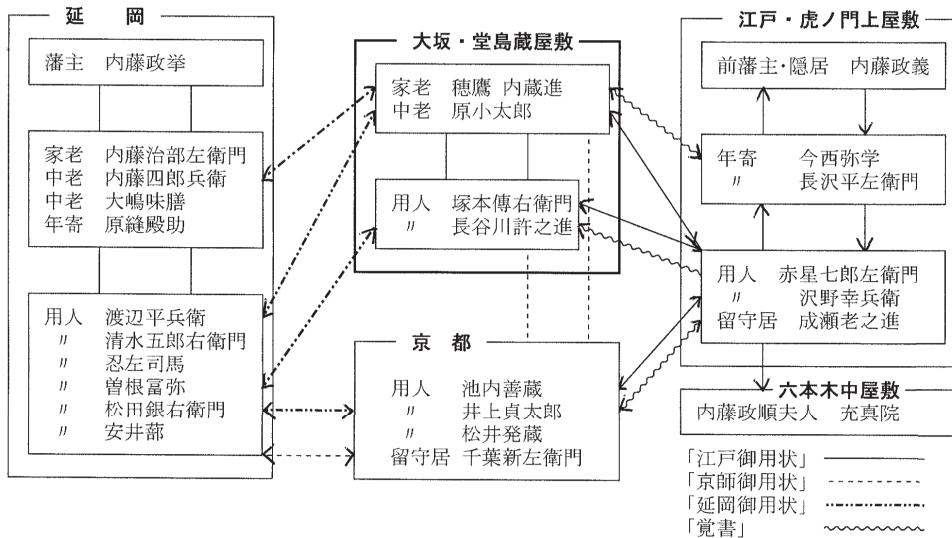 延岡
藩主 内藤政挙
家老 内藤治部左衛門
中老 内藤四郎兵衛
中老 大嶋味膳
年寄 原縫殿助
用人 渡辺平兵衛
〃 清水五郎右衛門
〃 忍左司馬
〃 曽根冨弥
〃 松田銀右衛門
〃 安井蔀
大坂・堂島蔵屋敷
家老 穂鷹 内蔵進
中老 原小太郎
用人 塚本傳右衛門
〃 長谷川許之進
京都
用人 池内善蔵
〃 井上貞太郎
〃 松井発蔵
留守居 千葉新左衛門
江戸・虎ノ門上屋敷
前藩主・隠居 内藤政義
年寄 今西弥学
〃 長沢平左衛門
用人 赤星七郎左衛門
〃 沢野幸兵衛
留守居 成瀬老之進
六本木中屋敷
内藤政順夫人 充真院
「江戸御用状」
「京師御用状」
「延岡御用状」
「覚書」